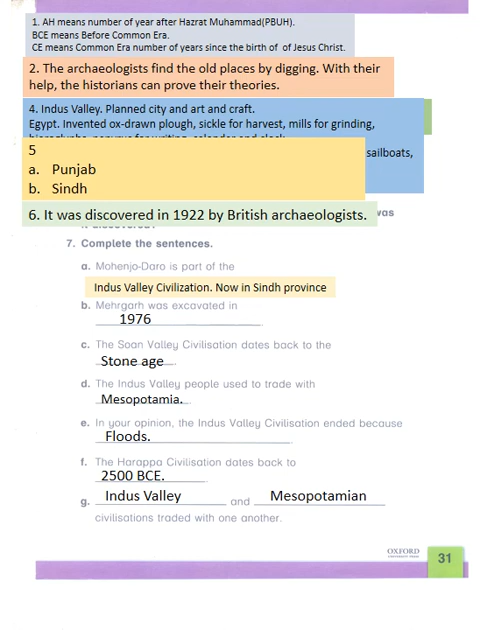 1. AH means number of year after Hazrat Muhammad(PBUH).
BCE means Before Common Era.
CE means Common Era number of years since the birth of of Jesus Christ.
2. The archaeologists find the old places by digging. With their
help, the historians can prove their theories.
4. Indus Valley. Planned city and art and craft.
Egypt. Invented ox-drawn plough, sickle for harvest, mills for grinding,
sailboats,
5
a. Punjab
b. Sindh
6. It was discovered in 1922 by British archaeologists.
was
7. Complete the sentences.
a. Mohenjo-Daro is part of the
Indus Valley Civilization. Now in Sindh province
b. Mehrgarh was excavated in
1976
c. The Soan Valley Civilisation dates back to the
Stone age
d. The Indus Valley people used to trade with
Mesopotamia.
e. In your opinion, the Indus Valley Civilisation ended because
Floods.
f. The Harappa Civilisation dates back to
2500 BCE.
g. Indus Valley and Mesopotamian
civilisations traded with one another.
OXFORD
31